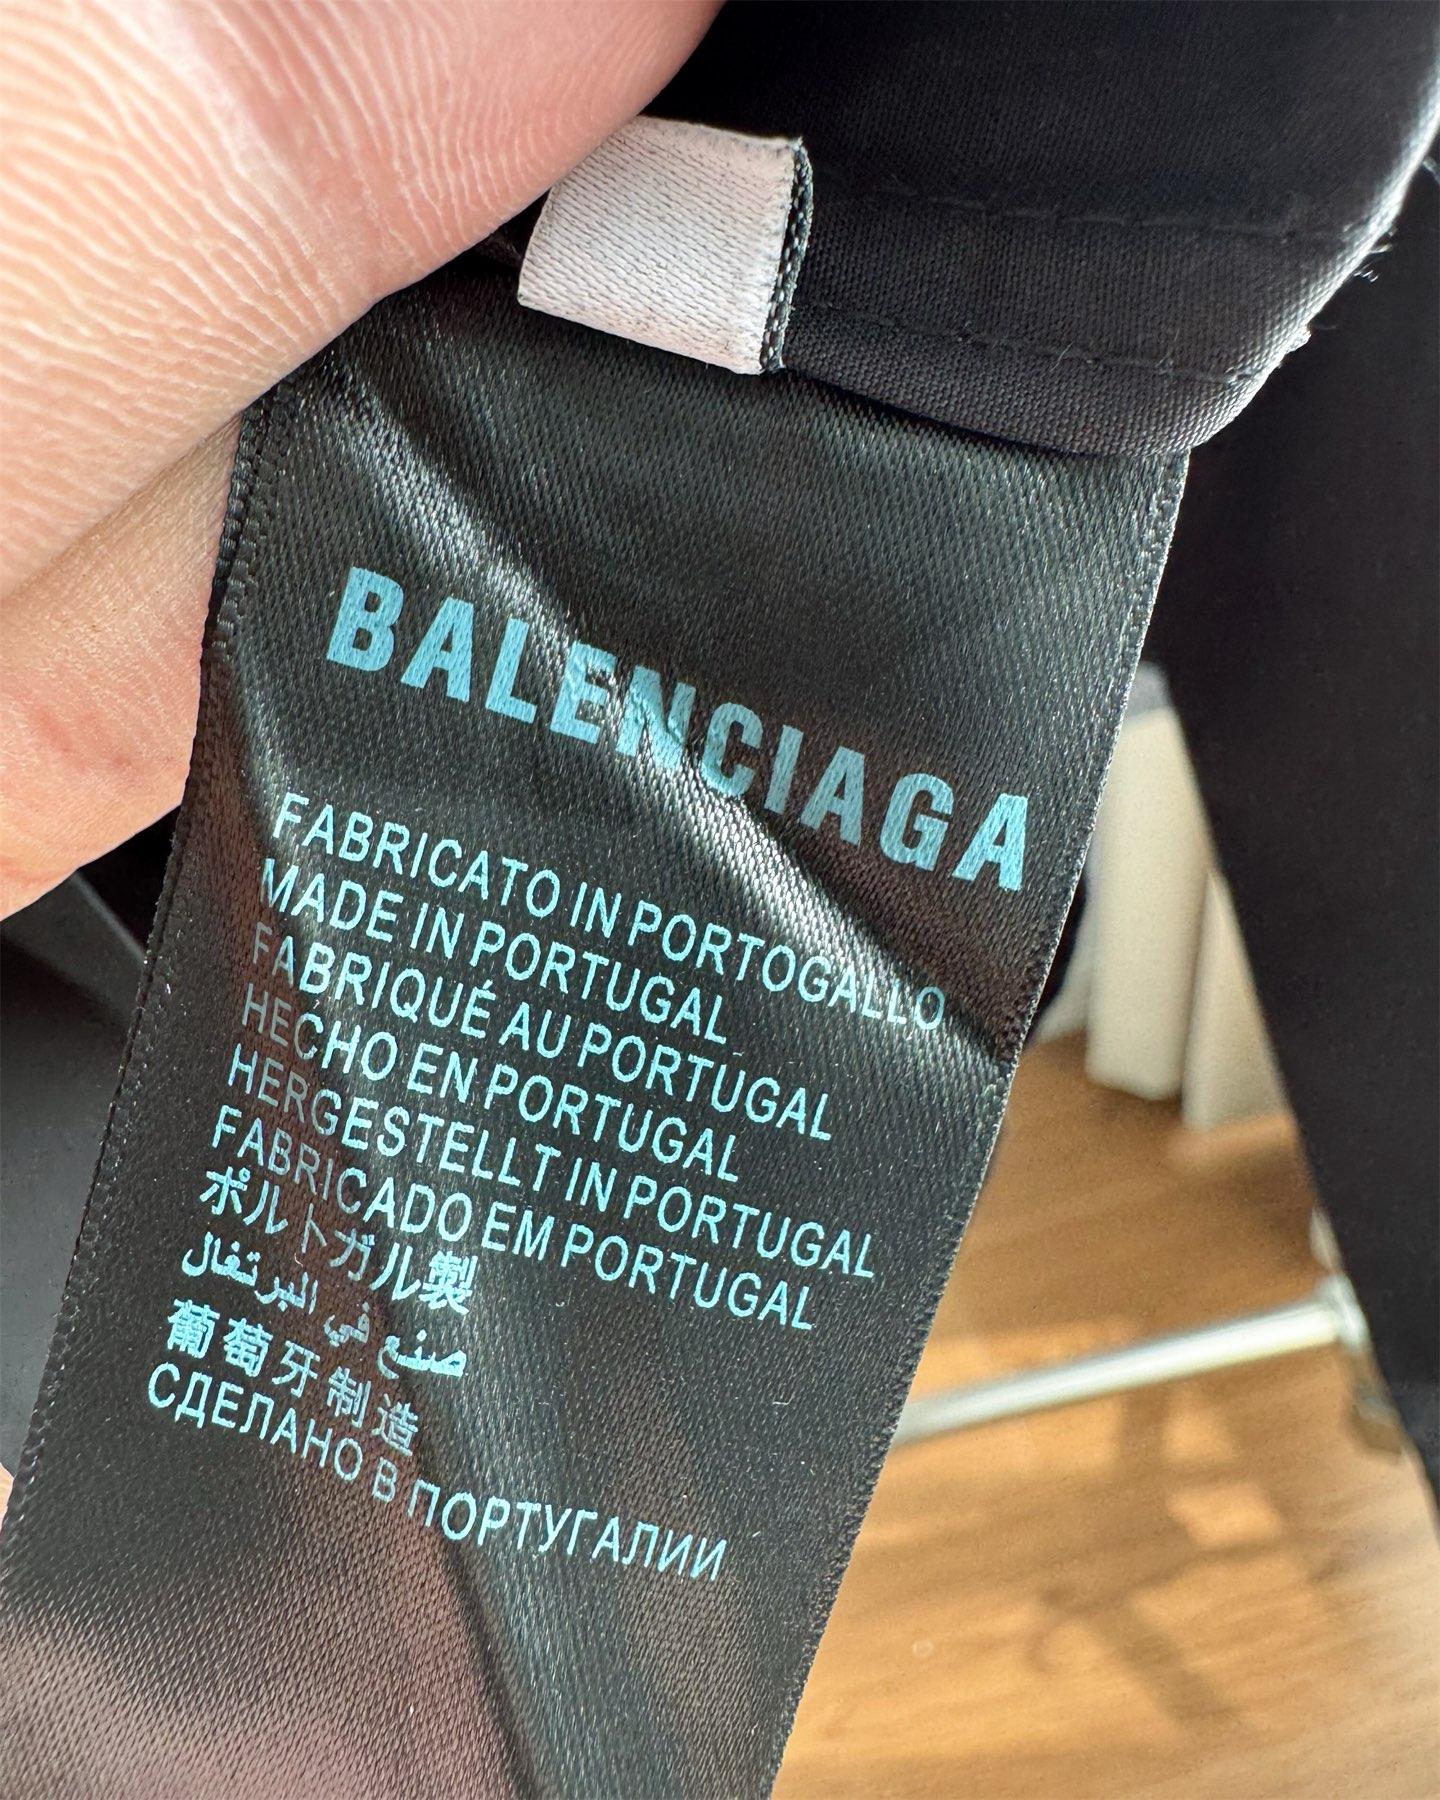 BALENCIAGA
FABRICATO IN PORTOGALLO
MADE IN PORTUGAL
FABRIQUÉ AU PORTUGAL
HECHO EN PORTUGAL
HERGESTELLT IN PORTUGAL
FABRICADO EM PORTUGAL
ポルトガル製
صنع في البرتغال
葡萄牙制造
СДЕЛАНО В ПОРТУГАЛИИ